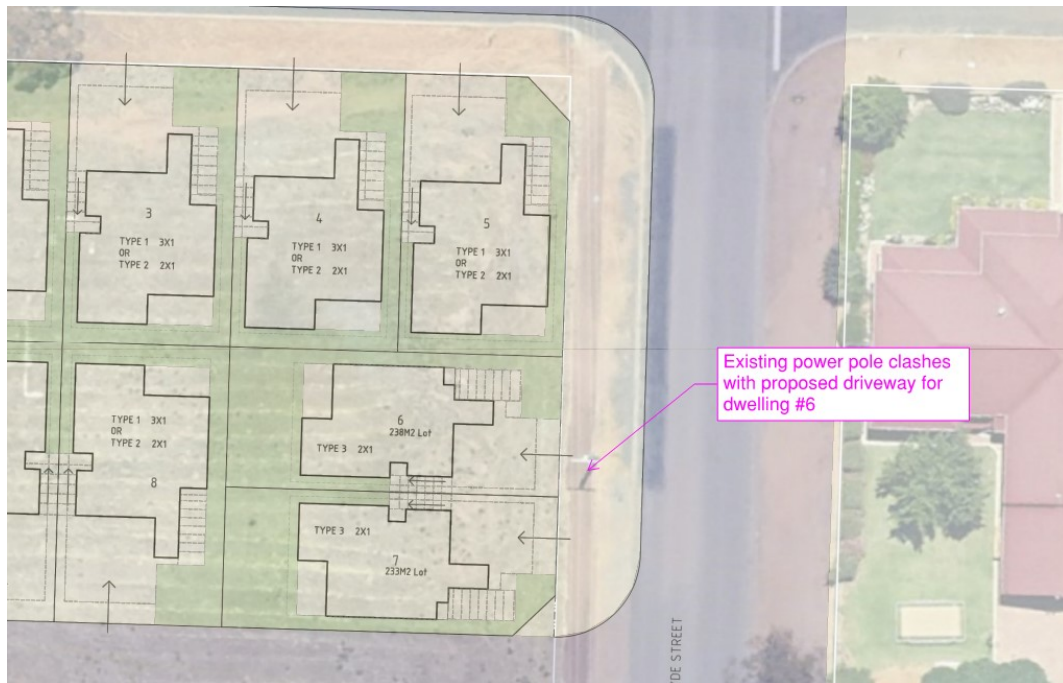 3
TYPE 1 3X1
OR
TYPE 2 2X1
4
TYPE 1 3X1
OR
TYPE 2 2X1
5
TYPE 1 3X1
OR
TYPE 2 2X1
Existing power pole clashes
with proposed driveway for
dwelling #6
6
238M2 Lot
TYPE 3 2X1
TYPE 1 3X1
OR
TYPE 2 2X1
8
TYPE 3 2X1
7
233M2 Lot
STREET